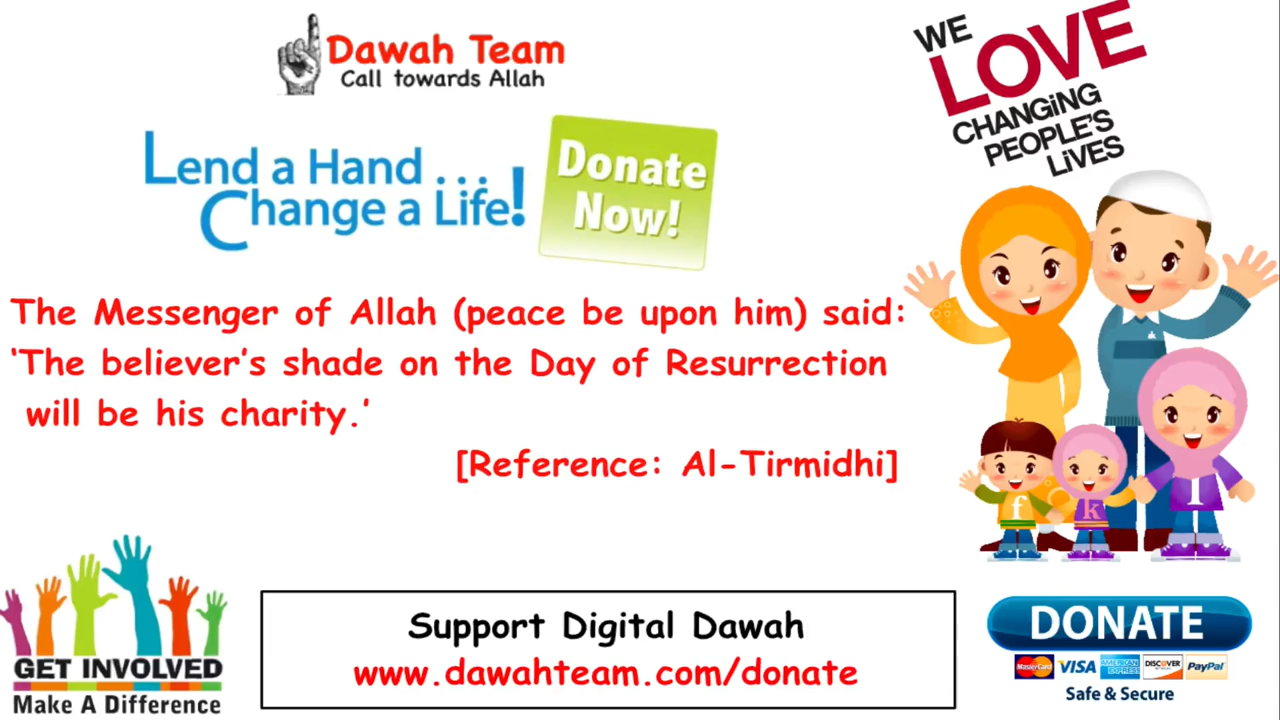 Dawah Team
Call towards Allah
WE
LOVE
CHANGiNG
PEOPLE'S
LiVES
Lend a Hand . . .
Change a Life!
Donate
Now!
The Messenger of Allah (peace be upon him) said:
'The believer's shade on the Day of Resurrection
will be his charity.'
[Reference: Al-Tirmidhi]
f
k
l
GET INVOLVED
Make A Difference
Support Digital Dawah
www.dawahteam.com/donate
DONATE
MasterCard VISA AMERICAN EXPRESS DISCOVER PayPal
Safe & Secure